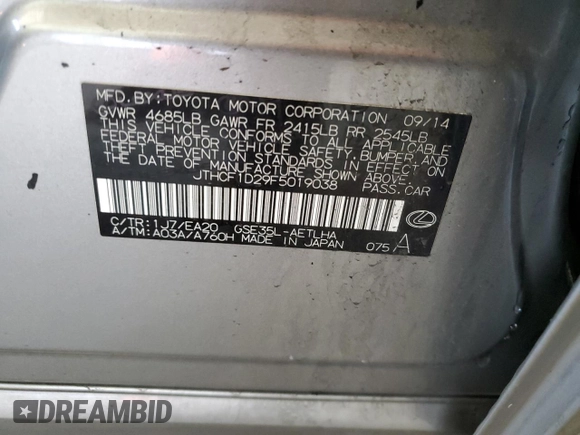 MFD. BY: TOYOTA MOTOR CORPORATION 09/14
GVWR 4685LB GAWR FR 2415LB RR 2545LB
THIS VEHICLE CONFORMS TO ALL APPLICABLE
FEDERAL MOTOR VEHICLE SAFETY, BUMPER AND
THEFT PREVENTION STANDARDS IN EFFECT ON
THE DATE OF MANUFACTURE SHOWN ABOVE.
JTHCF1D29F5019038 PASS. CAR
C/TR: 1J7/EA20 GSE35L-AETLHA
A/TM: A03A/A760H MADE IN JAPAN 075 A
DREAMBID